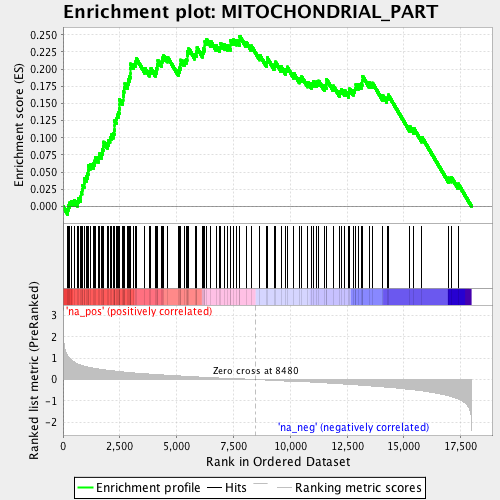 Enrichment plot: MITOCHONDRIAL_PART
Enrichment score (ES)
0.250
0.225
0.200
0.175
0.150
0.125
0.100
0.075
0.050
0.025
0.000
Ranked list metric (PreRanked)
'na_pos' (positively correlated)
3
2
1
0
-1
-2
Zero cross at 8480
'na_neg' (negatively correlated)
0
2,500
5,000
7,500
10,000
12,500
15,000
17,500
Rank in Ordered Dataset
Enrichment profile
Hits
Ranking metric scores